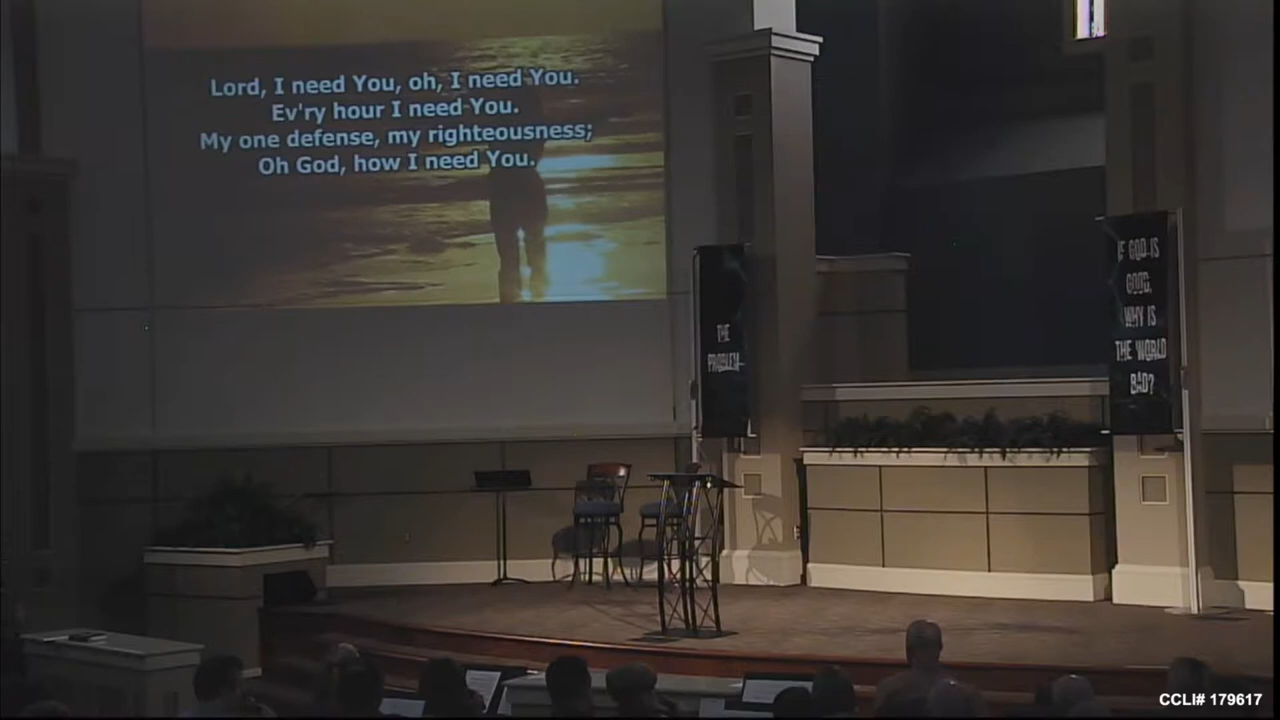 Lord, I need You, oh, I need You.
Ev'ry hour I need You.
My one defense, my righteousness;
Oh God, how I need You.
THE
PROBLEM
IF GOD IS
GOOD,
WHY IS
THE WORLD
BAD?
CCLI# 179617